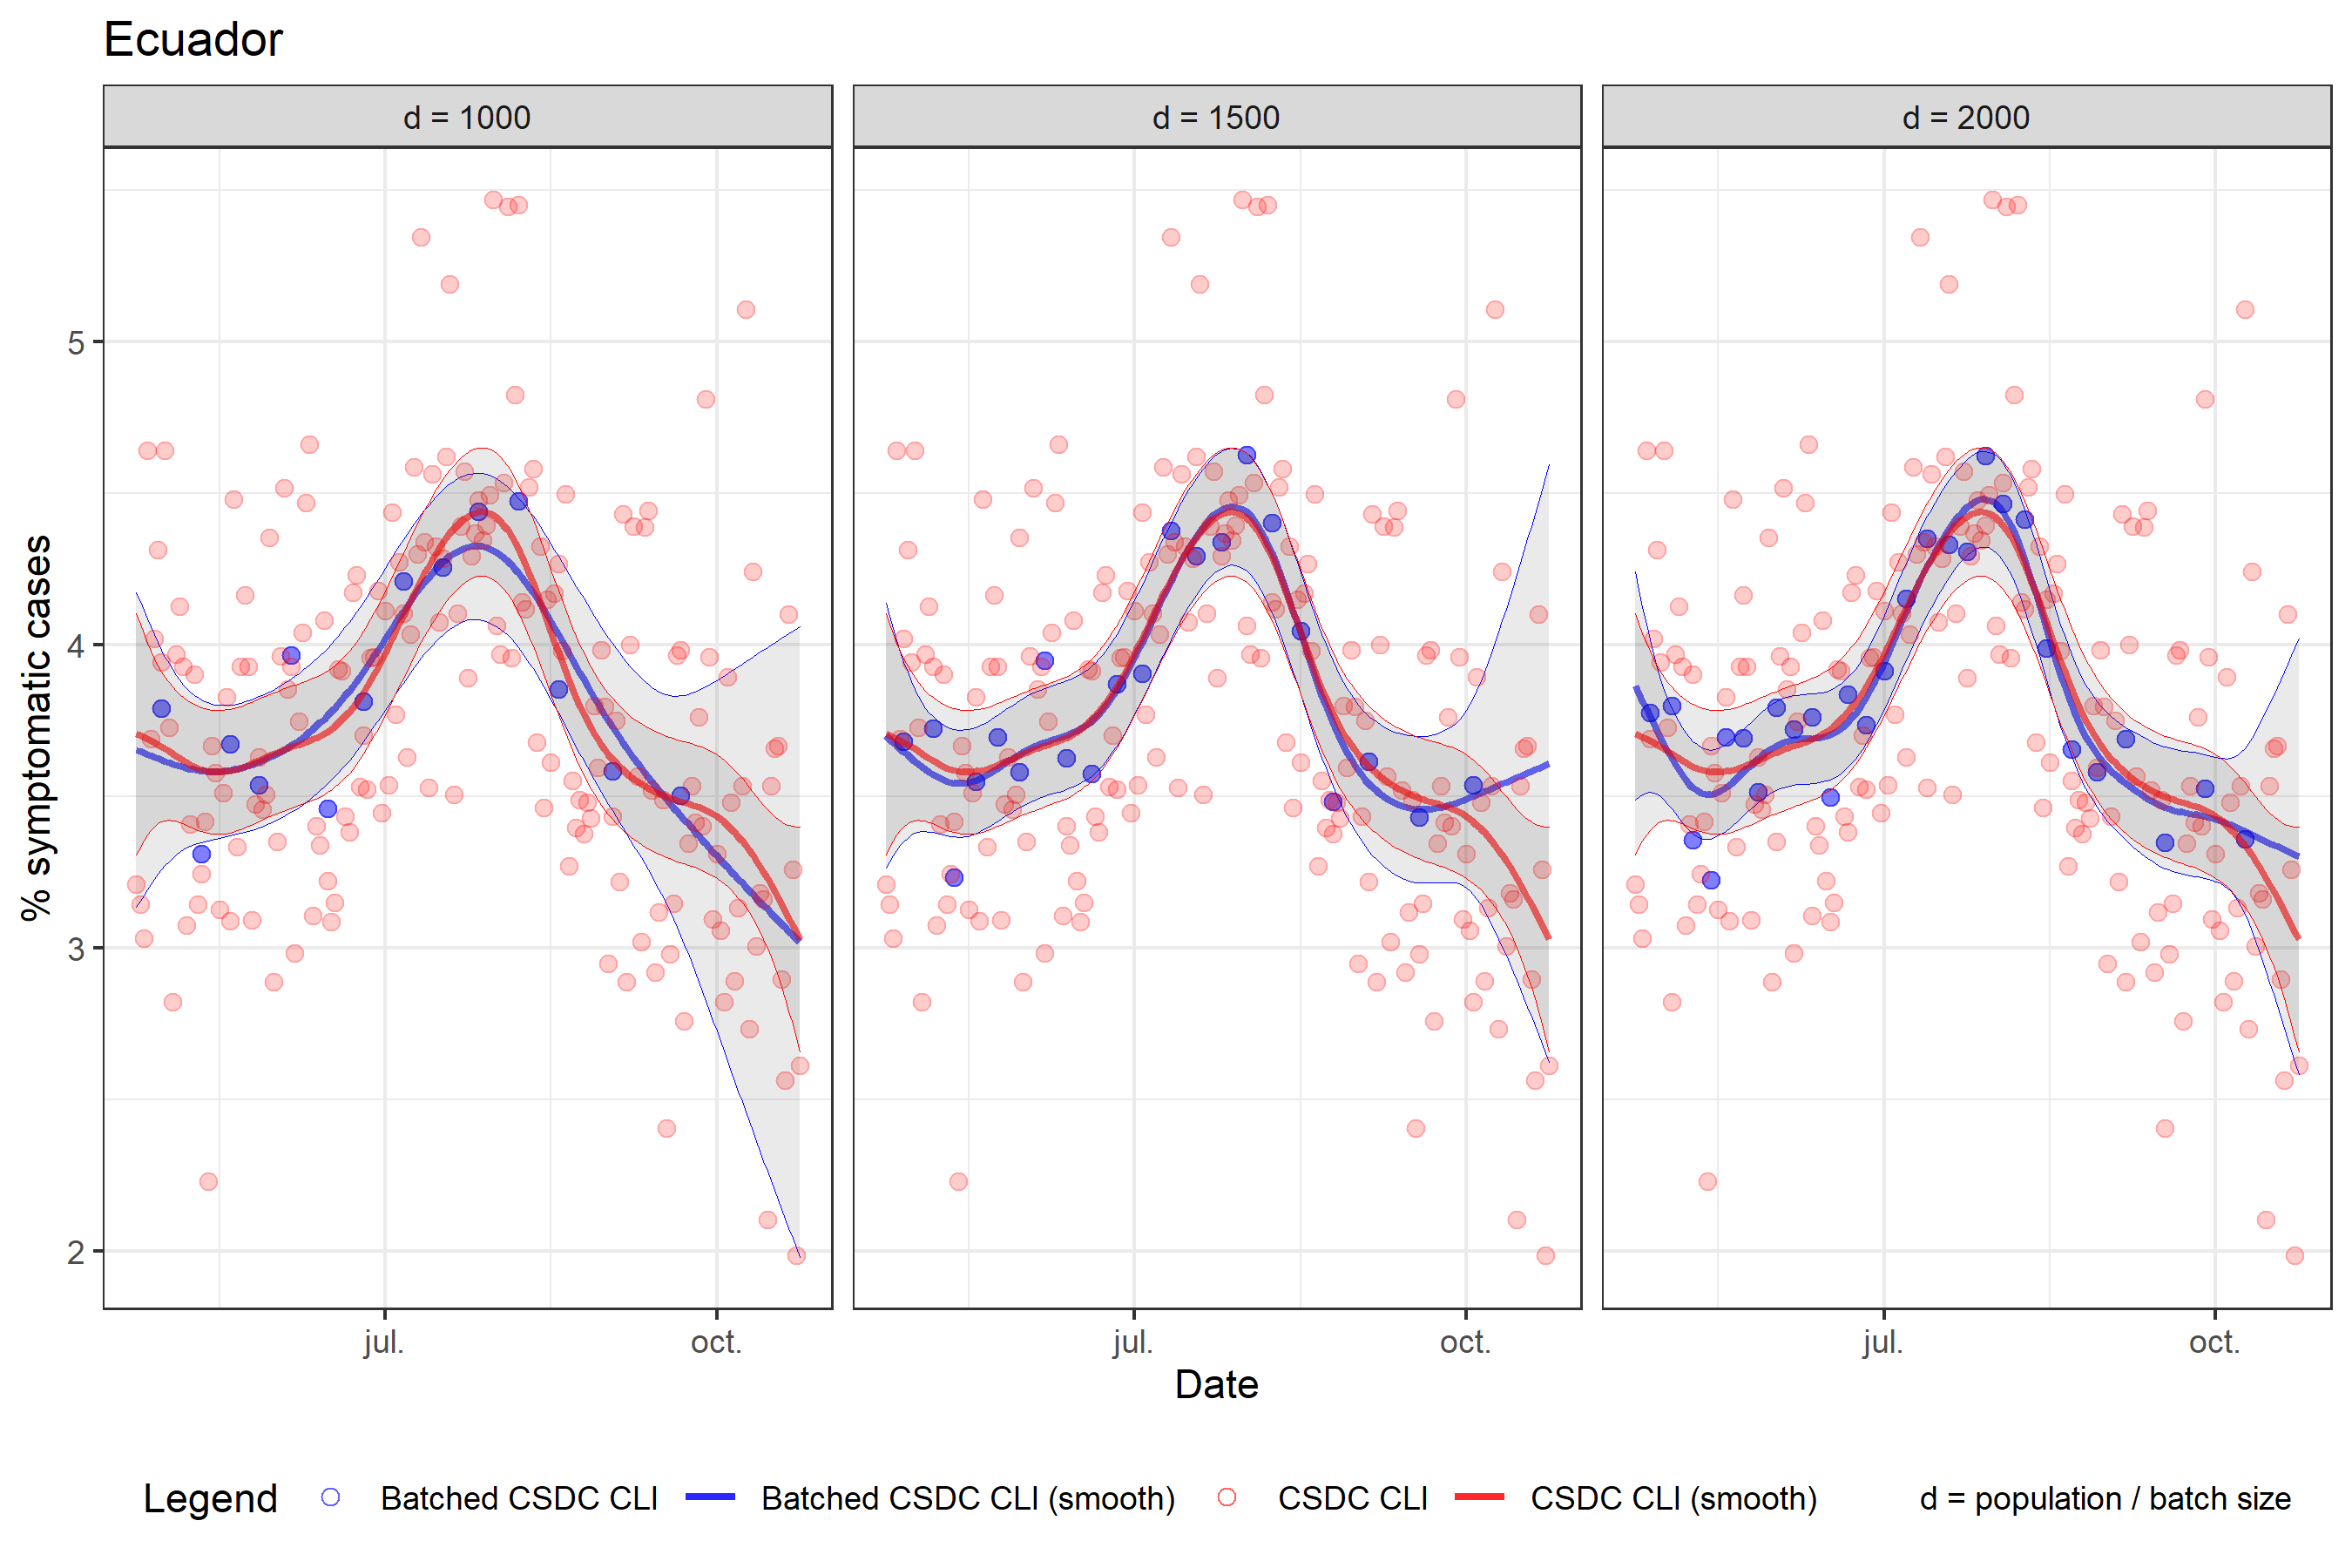 Ecuador
d = 1000
d = 1500
d = 2000
% symptomatic cases
5
4
3
2
jul.
oct.
jul.
oct.
jul.
oct.
Date
Legend
Batched CSDC CLI
Batched CSDC CLI (smooth)
CSDC CLI
CSDC CLI (smooth)
d = population / batch size